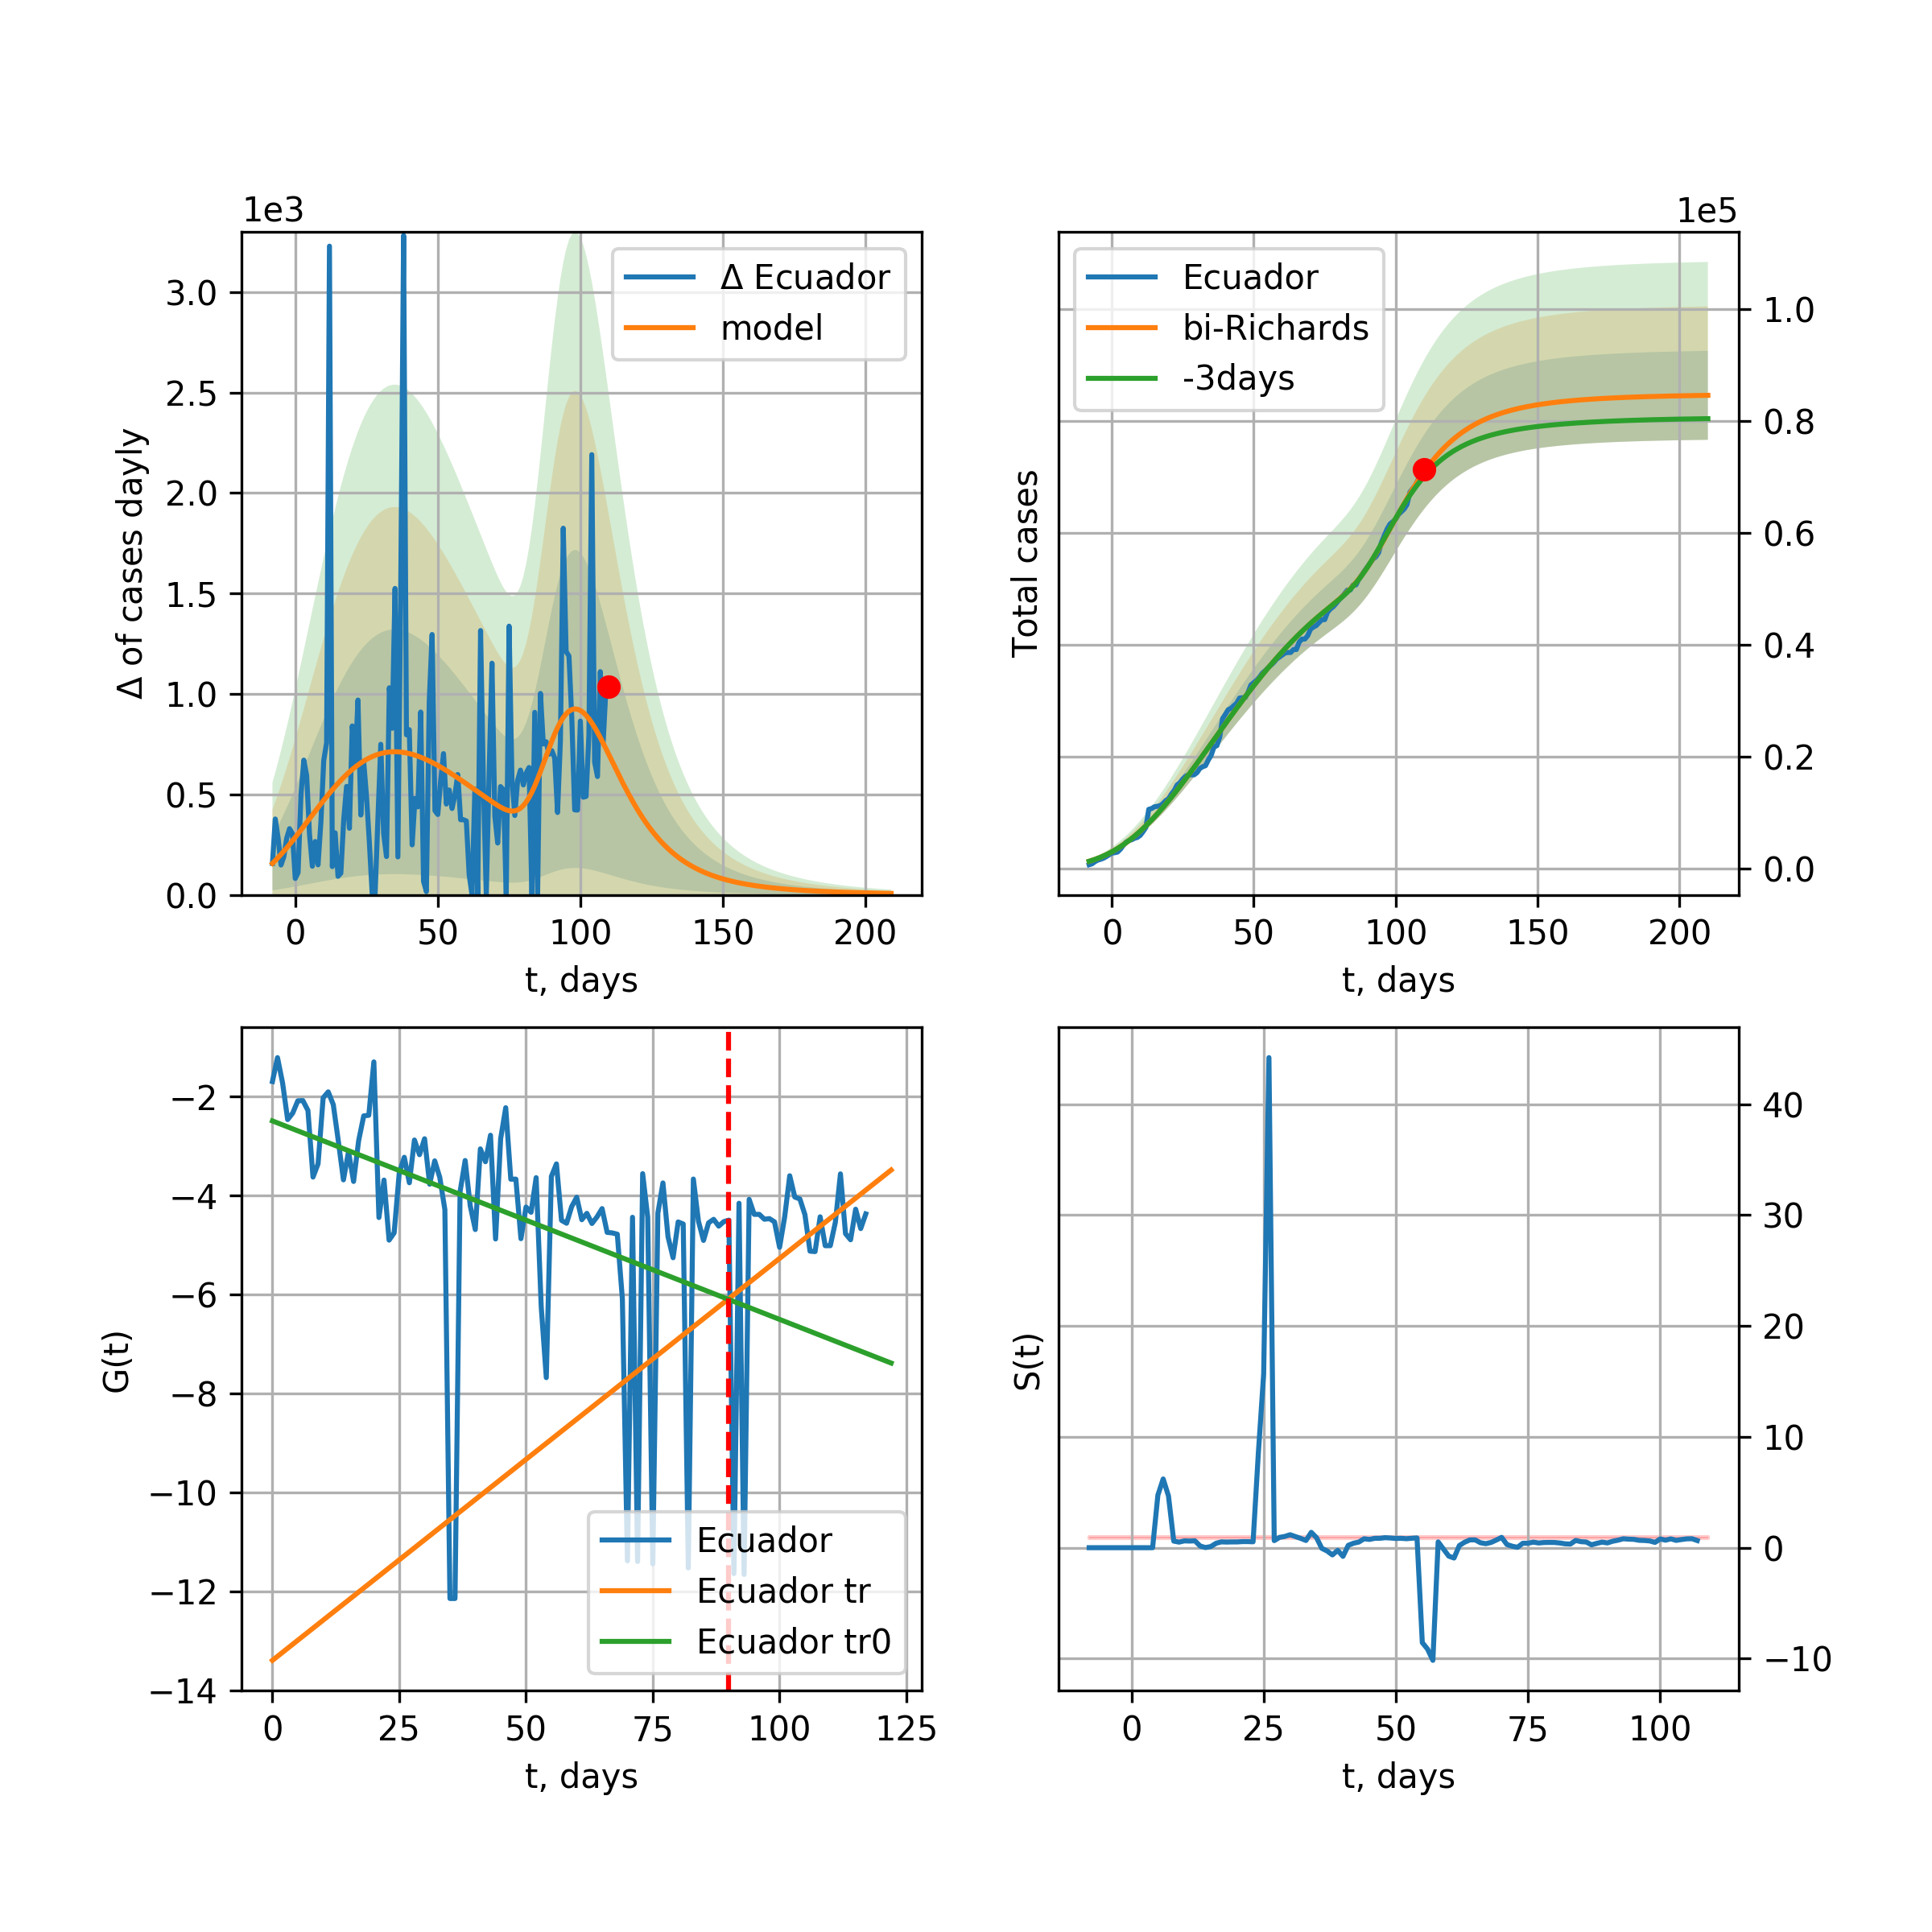 1e3
3.0
2.5
2.0
1.5
1.0
0.5
0.0
Δ of cases dayly
Δ Ecuador
model
0 50 100 150 200
t, days
1e5
Total cases
Ecuador
bi-Richards
-3days
1.0
0.8
0.6
0.4
0.2
0.0
0 50 100 150 200
t, days
−2
−4
−6
−8
−10
−12
−14
G(t)
Ecuador
Ecuador tr
Ecuador tr0
0 25 50 75 100 125
t, days
S(t)
40
30
20
10
0
−10
0 25 50 75 100
t, days